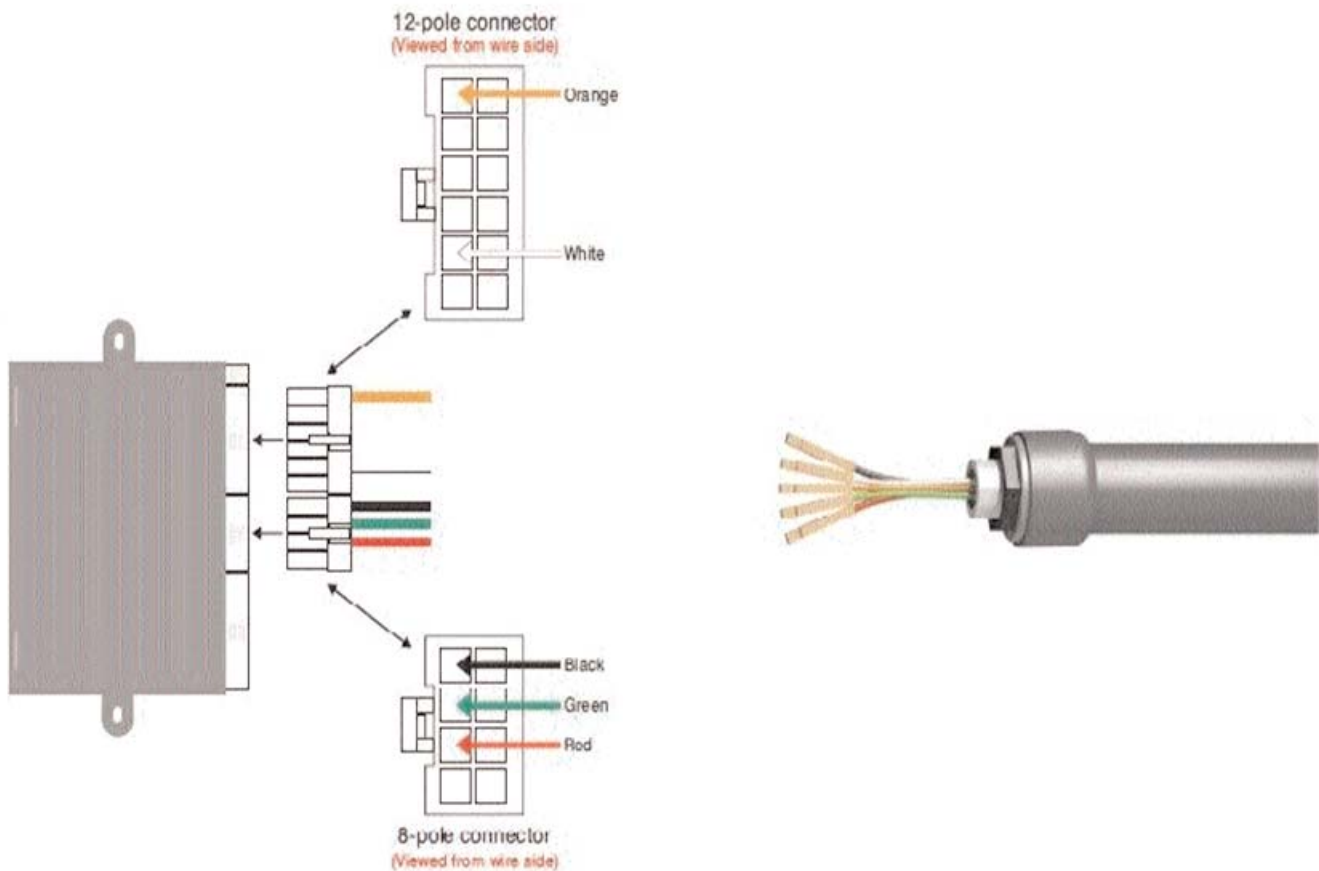 12-pole connector
(Viewed from wire side)
Orange
White
Black
Green
Red
8-pole connector
(Viewed from wire side)